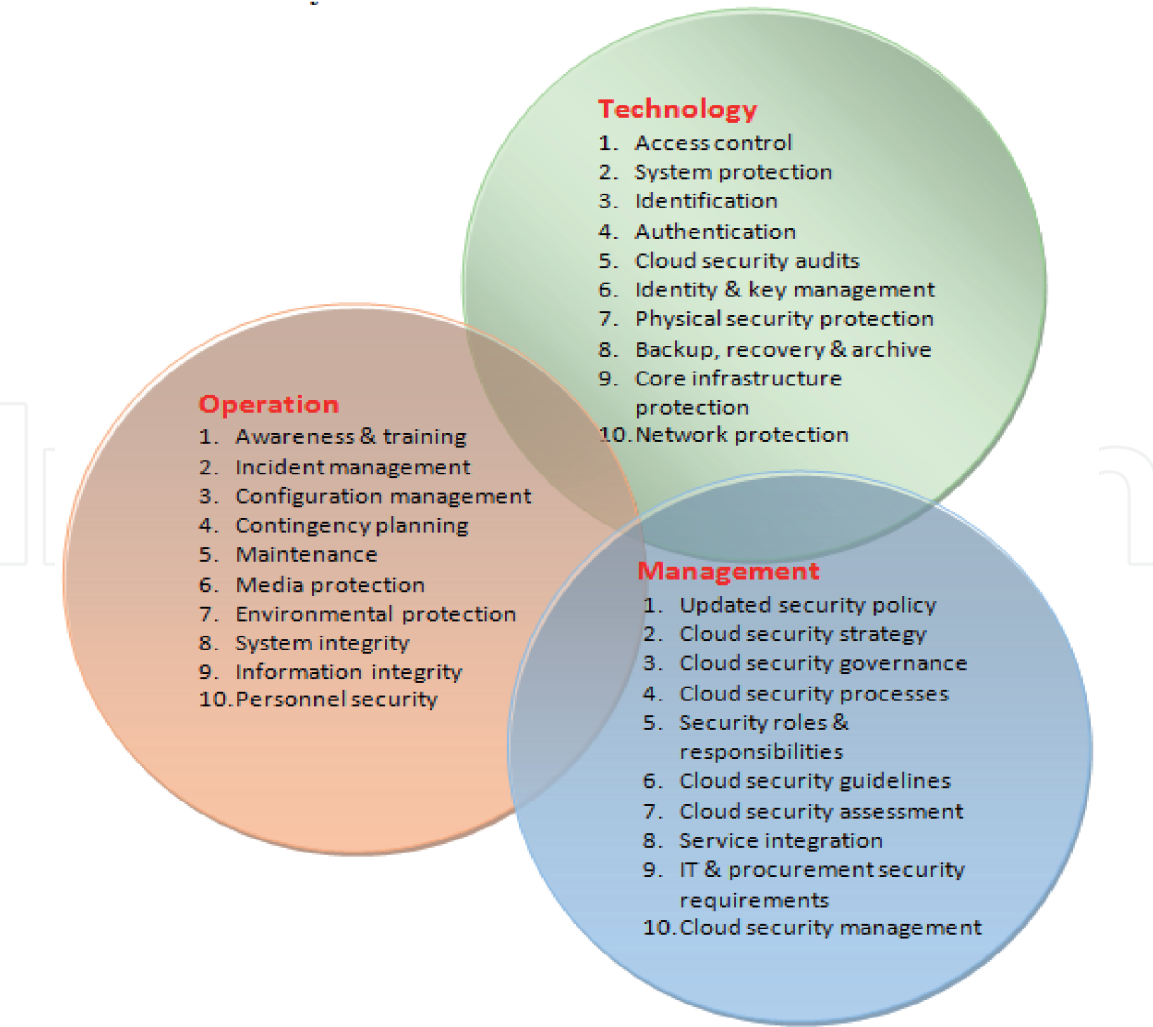 Technology
1. Access control
2. System protection
3. Identification
4. Authentication
5. Cloud security audits
6. Identity & key management
7. Physical security protection
8. Backup, recovery & archive
9. Core infrastructure
protection
10. Network protection
Operation
1. Awareness & training
2. Incident management
3. Configuration management
4. Contingency planning
5. Maintenance
6. Media protection
7. Environmental protection
8. System integrity
9. Information integrity
10. Personnel security
Management
1. Updated security policy
2. Cloud security strategy
3. Cloud security governance
4. Cloud security processes
5. Security roles &
responsibilities
6. Cloud security guidelines
7. Cloud security assessment
8. Service integration
9. IT & procurement security
requirements
10. Cloud security management